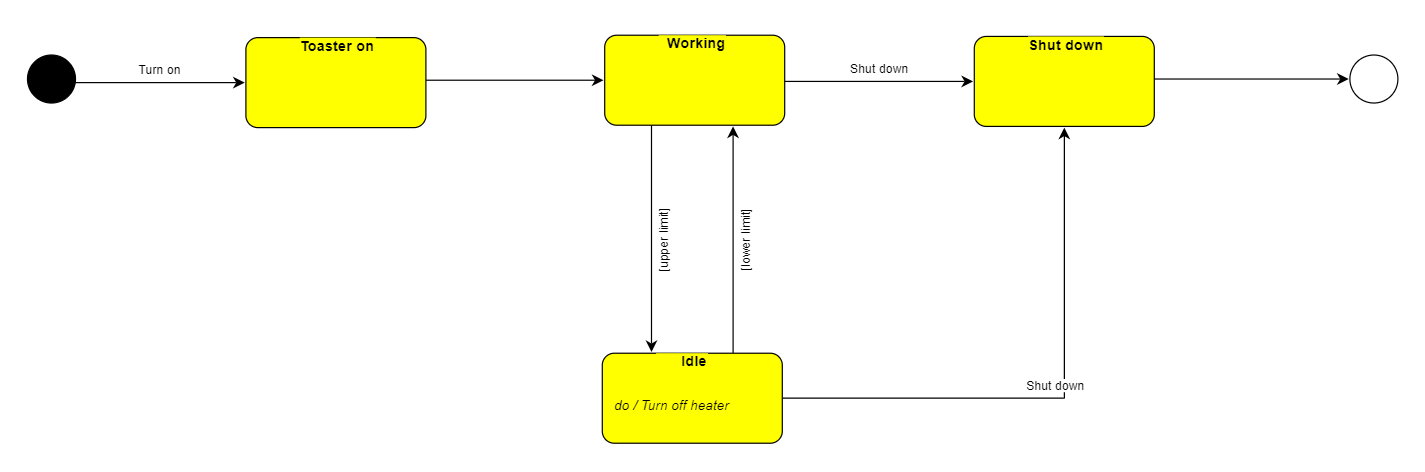 Toaster on
Working
Shut down
Turn on
Shut down
[upper limit]
[lower limit]
Idle
do / Turn off heater
Shut down